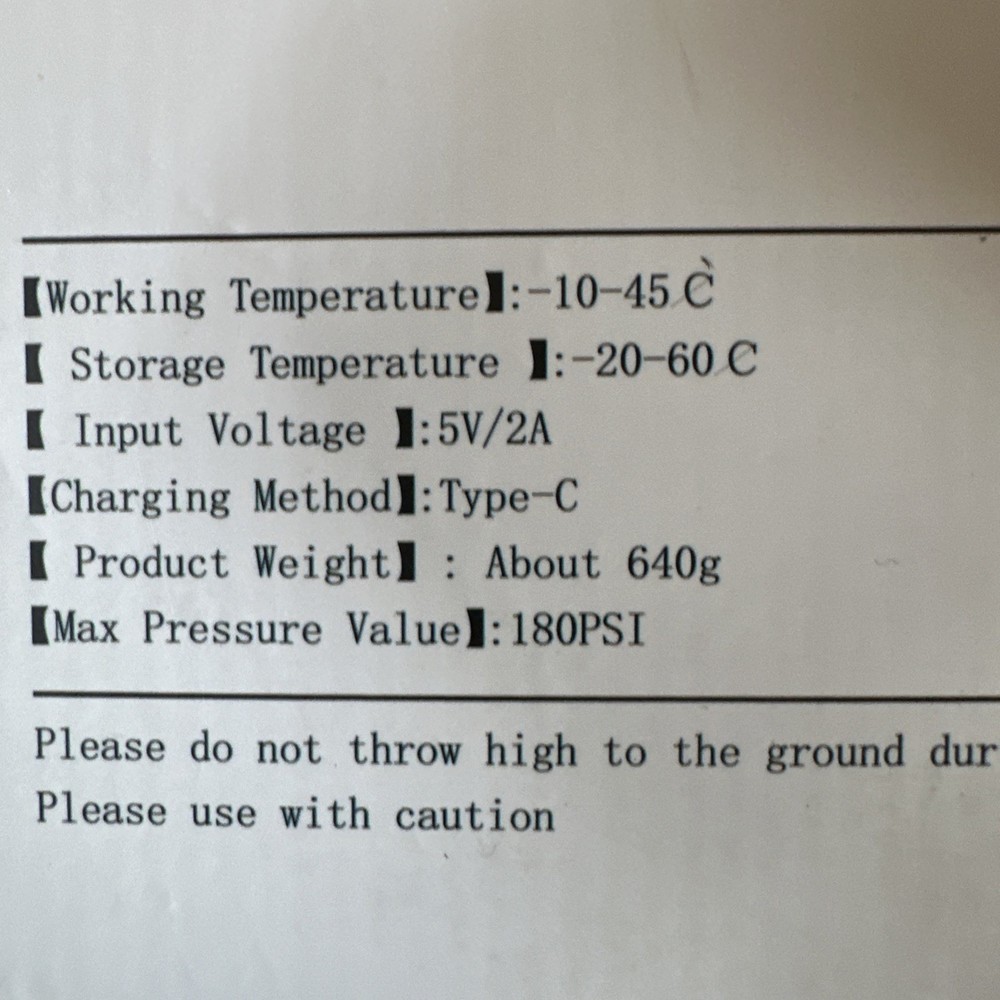 【Working Temperature】:-10-45℃
【 Storage Temperature 】:-20-60℃
【 Input Voltage 】:5V/2A
【Charging Method】:Type-C
【 Product Weight】 : About 640g
【Max Pressure Value】:180PSI
Please do not throw high to the ground
Please use with caution